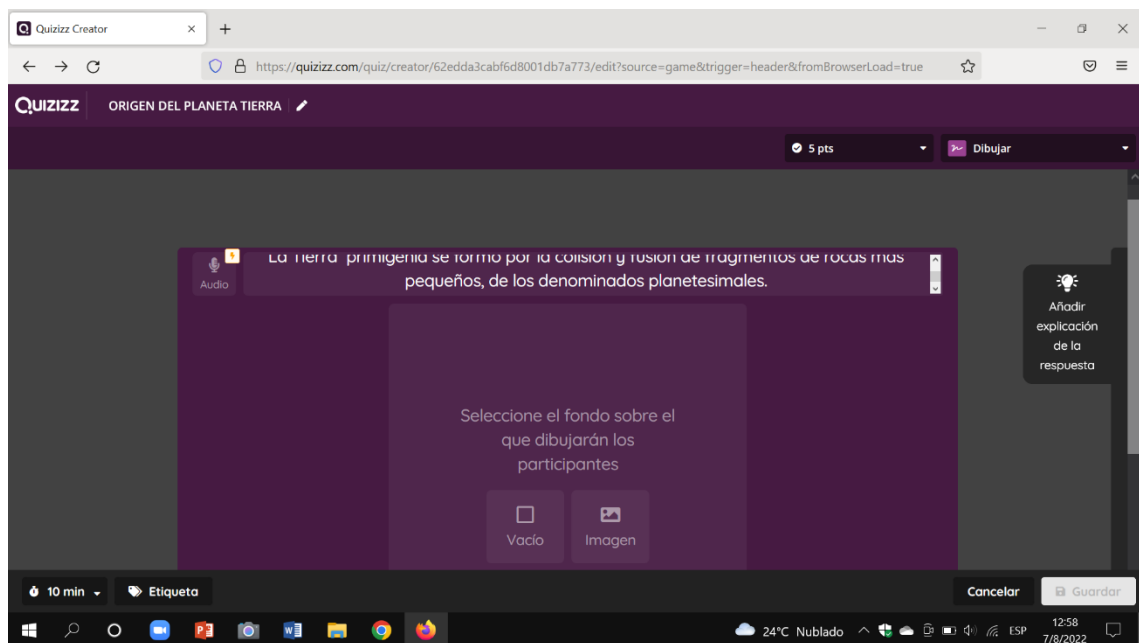 Quizizz Creator
https://quizizz.com/quiz/creator/62edda3cabf6d8001db7a773/edit?source=game&trigger=header&fromBrowserLoad=true
QUIZIZZ ORIGEN DEL PLANETA TIERRA
5 pts Dibujar
Audio
La Tierra primigenia se formó por la colisión y fusión de fragmentos de rocas más
pequeños, de los denominados planetesimales.
Añadir
explicación
de la
respuesta
Seleccione el fondo sobre el
que dibujarán los
participantes
Vacío Imagen
10 min Etiqueta Cancelar Guardar
24°C Nublado ESP 12:58
7/8/2022